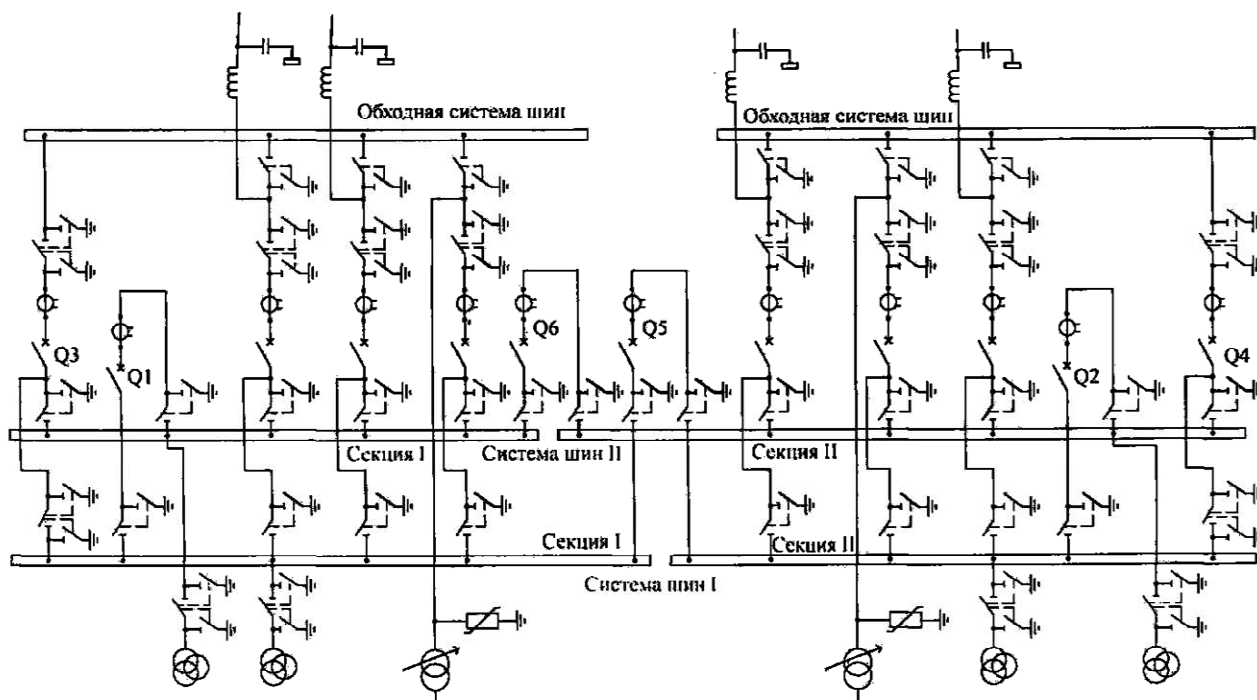 Обходная система шин
Обходная система шин
Q6
Q5
Q3
Q1
Q2
Q4
Секция I
Система шин II
Секция II
Секция I
Секция II
Система шин I